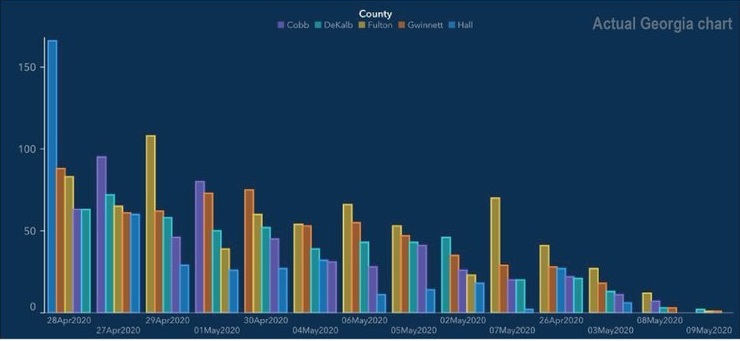 County
Cobb DeKalb Fulton Gwinnett Hall
Actual Georgia chart
150
100
50
0
28Apr2020 29Apr2020 30Apr2020 06May2020 02May2020 26Apr2020 08May2020
27Apr2020 01May2020 04May2020 05May2020 07May2020 03May2020 09May2020